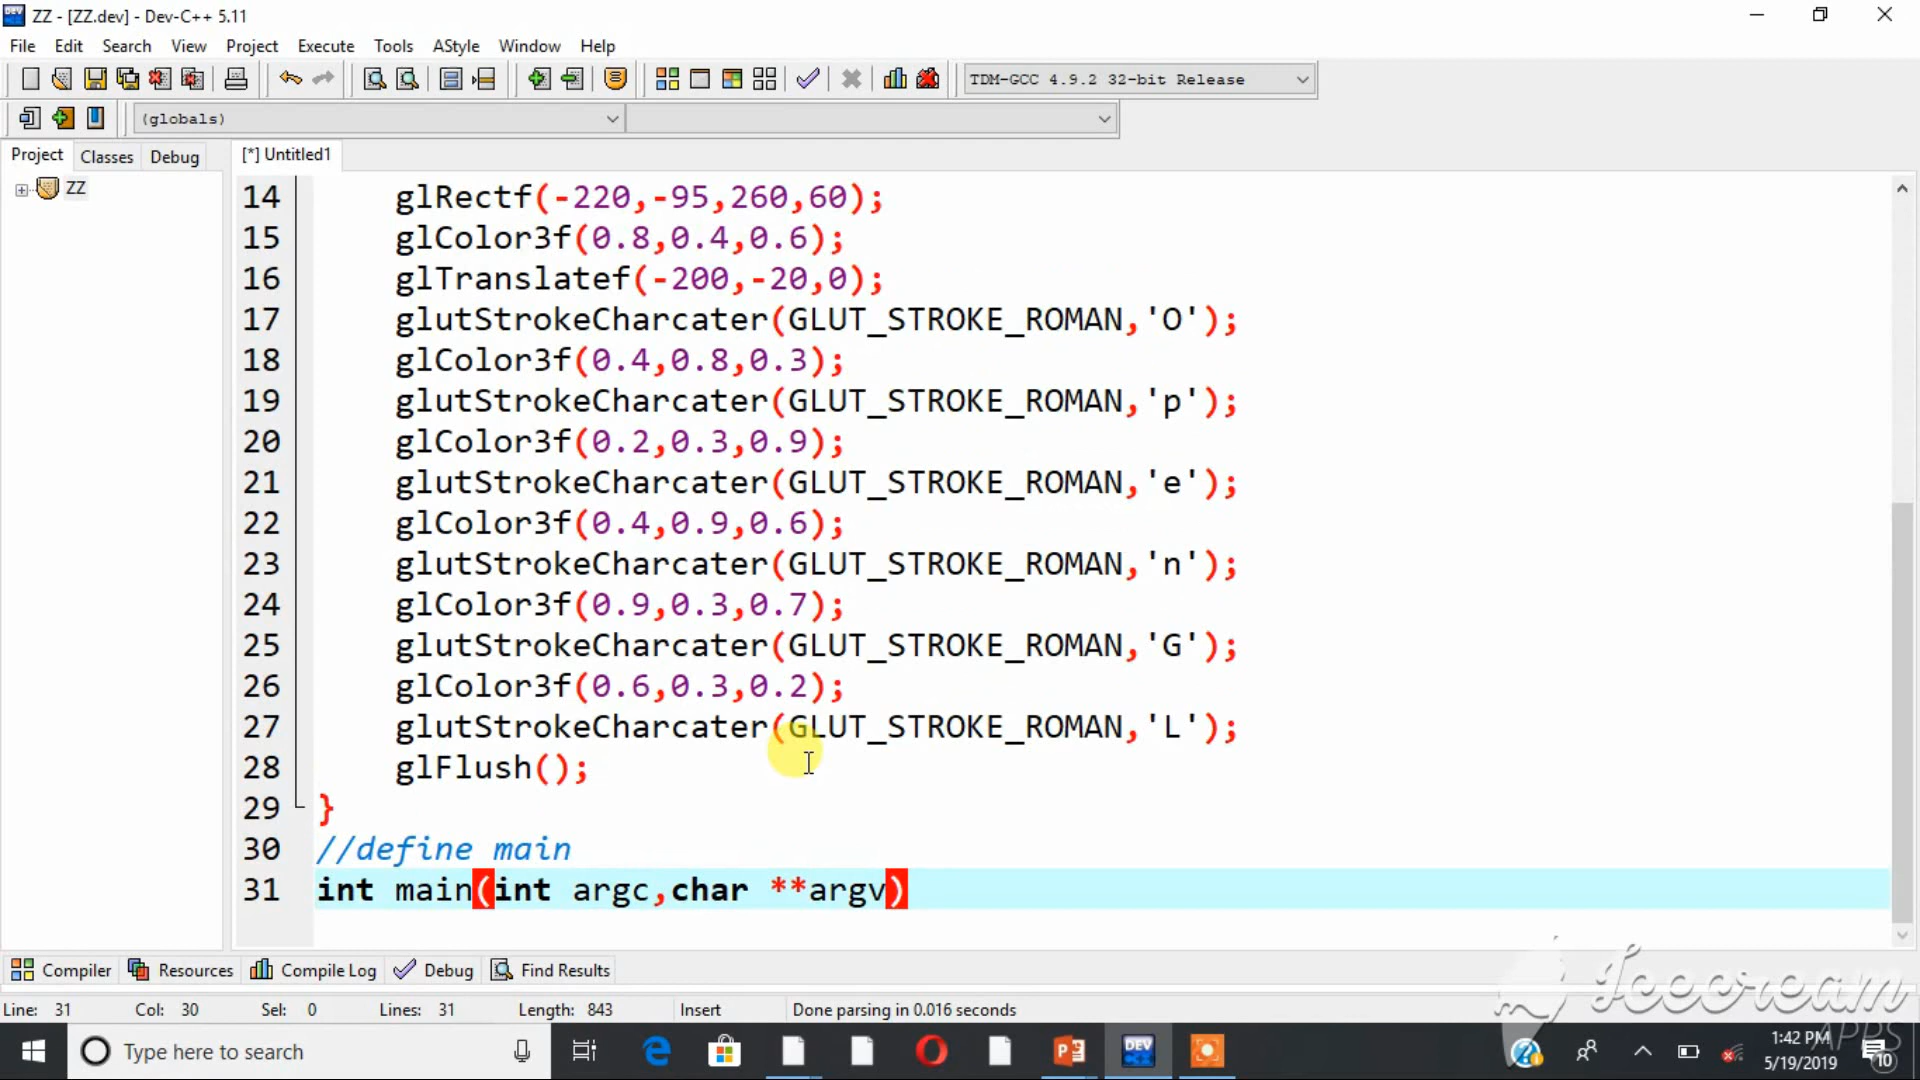 ZZ - [ZZ.dev] - Dev-C++ 5.11
File Edit Search View Project Execute Tools AStyle Window Help
TDM-GCC 4.9.2 32-bit Release
(globals)
Project Classes Debug [*] Untitled1
ZZ
14 glRectf(-220,-95,260,60);
15 glColor3f(0.8,0.4,0.6);
16 glTranslatef(-200,-20,0);
17 glutStrokeCharcater(GLUT_STROKE_ROMAN,'O');
18 glColor3f(0.4,0.8,0.3);
19 glutStrokeCharcater(GLUT_STROKE_ROMAN,'p');
20 glColor3f(0.2,0.3,0.9);
21 glutStrokeCharcater(GLUT_STROKE_ROMAN,'e');
22 glColor3f(0.4,0.9,0.6);
23 glutStrokeCharcater(GLUT_STROKE_ROMAN,'n');
24 glColor3f(0.9,0.3,0.7);
25 glutStrokeCharcater(GLUT_STROKE_ROMAN,'G');
26 glColor3f(0.6,0.3,0.2);
27 glutStrokeCharcater(GLUT_STROKE_ROMAN,'L');
28 glFlush();
29 }
30 //define main
31 int main(int argc,char **argv)
Compiler Resources Compile Log Debug Find Results
Line: 31 Col: 30 Sel: 0 Lines: 31 Length: 843 Insert Done parsing in 0.016 seconds
Icecream
APPS
Type here to search
DEV
1:42 PM
5/19/2019
10